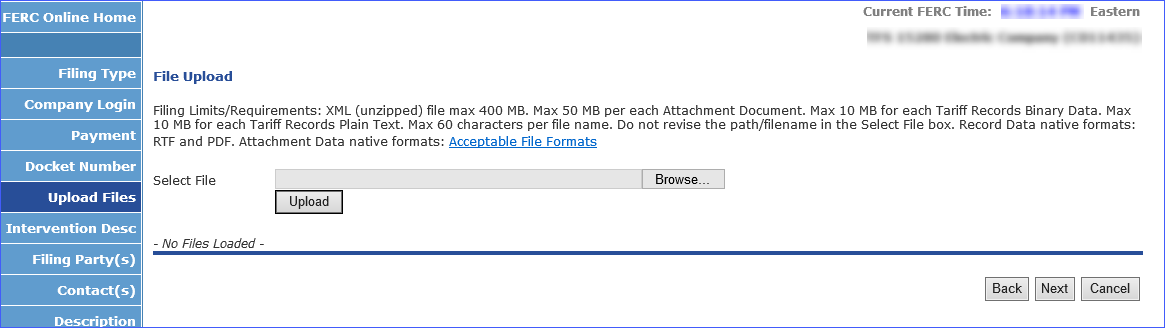 FERC Online Home
Current FERC Time: Eastern
Filing Type
Company Login
Payment
Docket Number
Upload Files
Intervention Desc
Filing Party(s)
Contact(s)
Description
File Upload
Filing Limits/Requirements: XML (unzipped) file max 400 MB. Max 50 MB per each Attachment Document. Max 10 MB for each Tariff Records Binary Data. Max
10 MB for each Tariff Records Plain Text. Max 60 characters per file name. Do not revise the path/filename in the Select File box. Record Data native formats:
RTF and PDF. Attachment Data native formats: Acceptable File Formats
Select File Browse...
Upload
- No Files Loaded -
Back Next Cancel